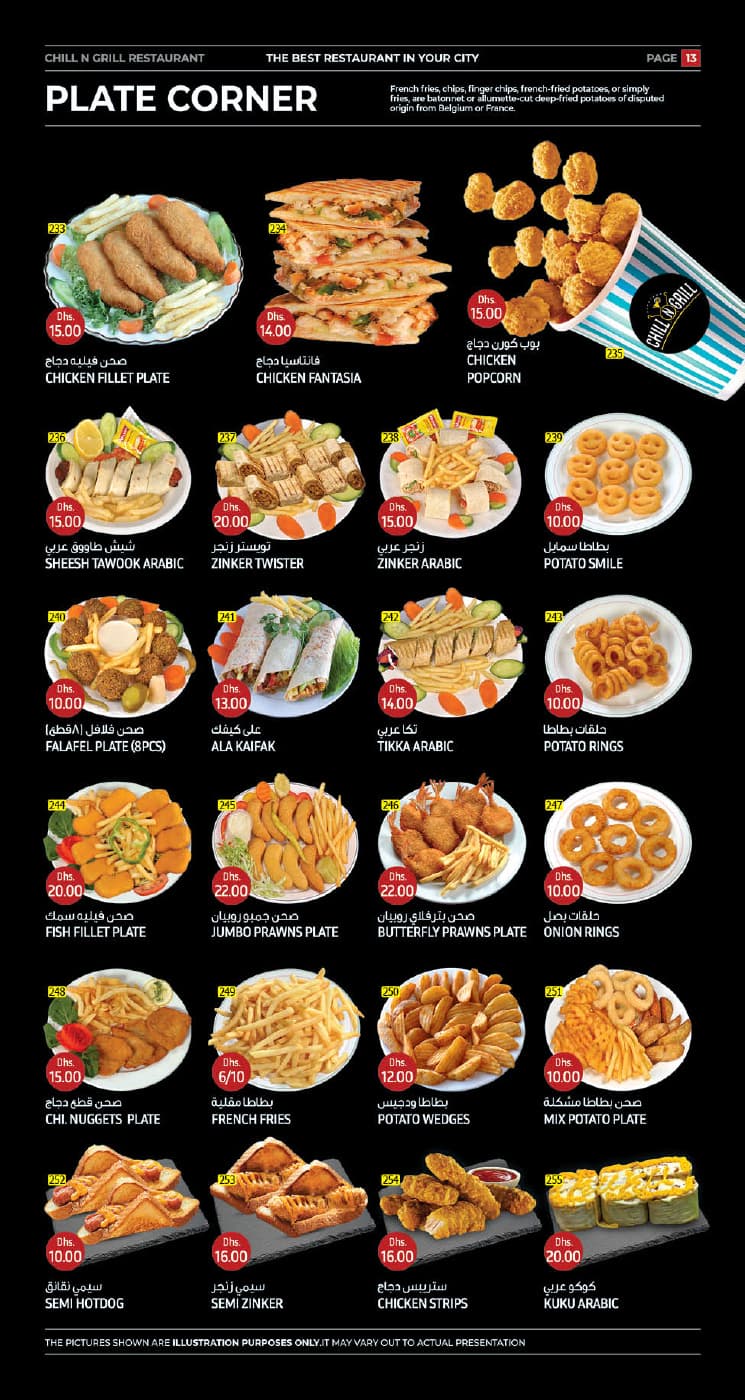 CHILL N GRILL RESTAURANT
THE BEST RESTAURANT IN YOUR CITY
PAGE 13
PLATE CORNER
French fries, chips, finger chips, french-fried potatoes, or simply
fries, are batonnet or allumette-cut deep-fried potatoes of disputed
origin from Belgium or France.
233
Dhs.
15.00
صحن فيليه دجاج
CHICKEN FILLET PLATE
234
Dhs.
14.00
فانتاسيا دجاج
CHICKEN FANTASIA
CHILL N GRILL
235
Dhs.
15.00
بوب كورن دجاج
CHICKEN
POPCORN
236
Dhs.
15.00
شيش طاووق عربي
SHEESH TAWOOK ARABIC
237
Dhs.
20.00
تويستر زنجر
ZINKER TWISTER
238
Dhs.
15.00
زنجر عربي
ZINKER ARABIC
239
Dhs.
10.00
بطاطا سمايل
POTATO SMILE
240
Dhs.
10.00
صحن فلافل (٨قطع)
FALAFEL PLATE (8PCS)
241
Dhs.
13.00
على كيفك
ALA KAIFAK
242
Dhs.
14.00
تكا عربي
TIKKA ARABIC
243
Dhs.
10.00
حلقات بطاطا
POTATO RINGS
244
Dhs.
20.00
صحن فيليه سمك
FISH FILLET PLATE
245
Dhs.
22.00
صحن جمبو روبيان
JUMBO PRAWNS PLATE
246
Dhs.
22.00
صحن بترفلاي روبيان
BUTTERFLY PRAWNS PLATE
247
Dhs.
10.00
حلقات بصل
ONION RINGS
248
Dhs.
15.00
صحن قطع دجاج
CHI. NUGGETS PLATE
249
Dhs.
6/10
بطاطا مقلية
FRENCH FRIES
250
Dhs.
12.00
بطاطا ودجيس
POTATO WEDGES
251
Dhs.
10.00
صحن بطاطا مشكلة
MIX POTATO PLATE
252
Dhs.
10.00
سيمي نقانق
SEMI HOTDOG
253
Dhs.
16.00
سيمي زنجر
SEMI ZINKER
254
Dhs.
16.00
ستريبس دجاج
CHICKEN STRIPS
255
Dhs.
20.00
كوكو عربي
KUKU ARABIC
THE PICTURES SHOWN ARE ILLUSTRATION PURPOSES ONLY.IT MAY VARY OUT TO ACTUAL PRESENTATION